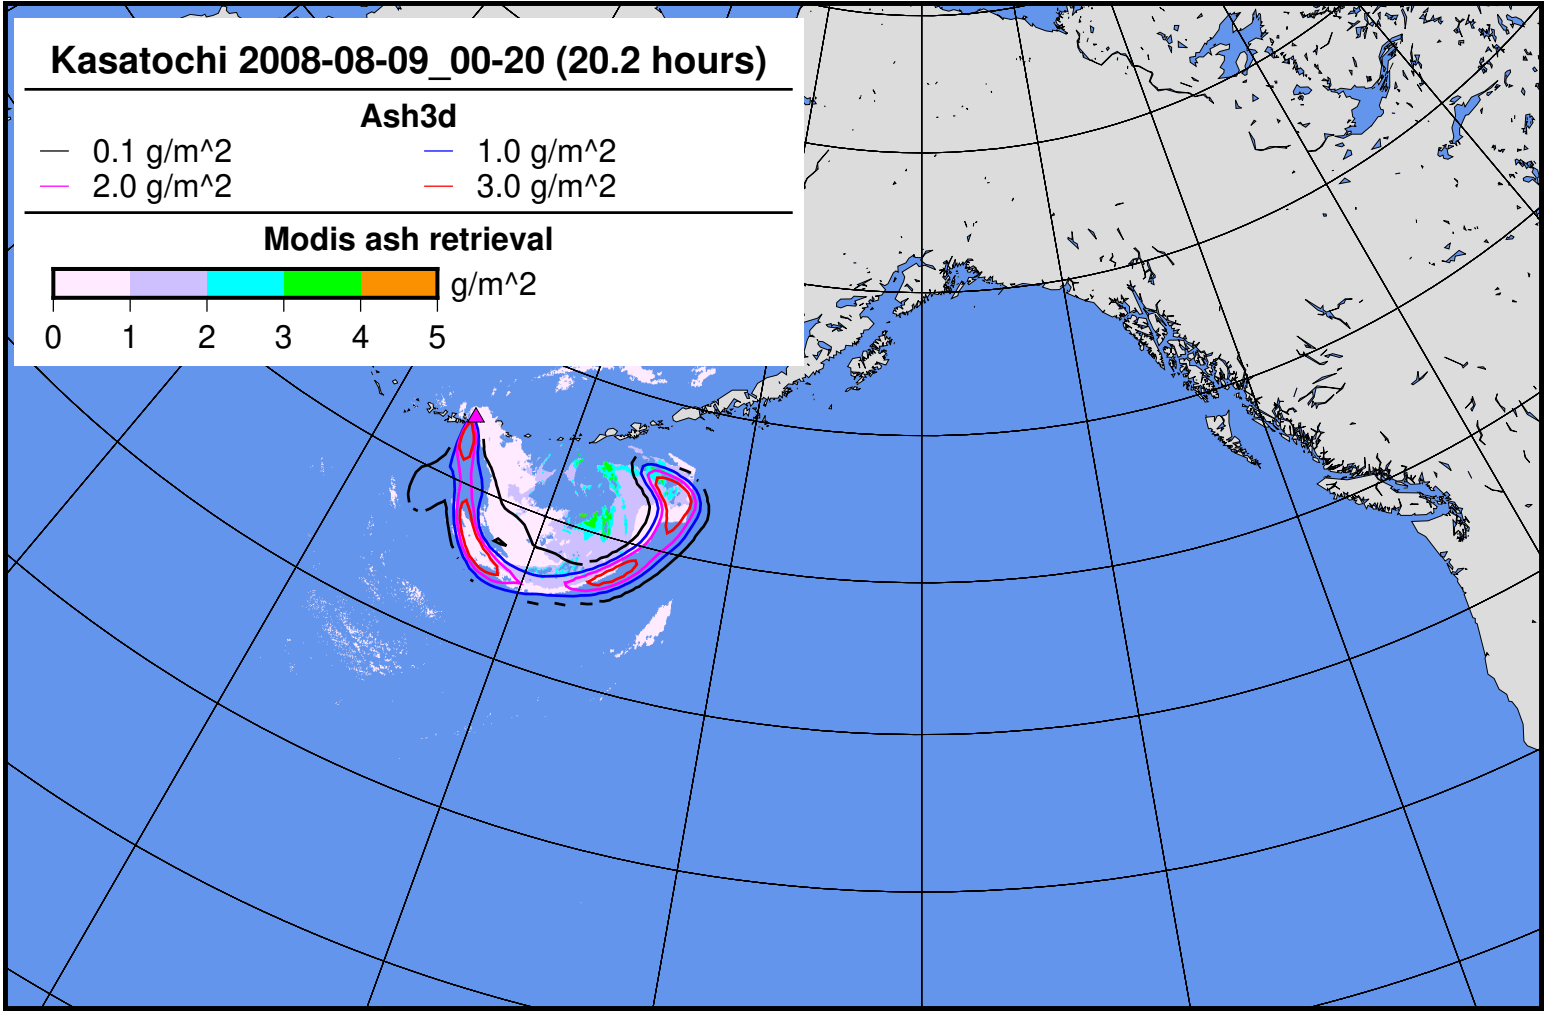 Kasatochi 2008-08-09_00-20 (20.2 hours)
Ash3d
0.1 g/m^2 1.0 g/m^2
2.0 g/m^2 3.0 g/m^2
Modis ash retrieval
g/m^2
0 1 2 3 4 5